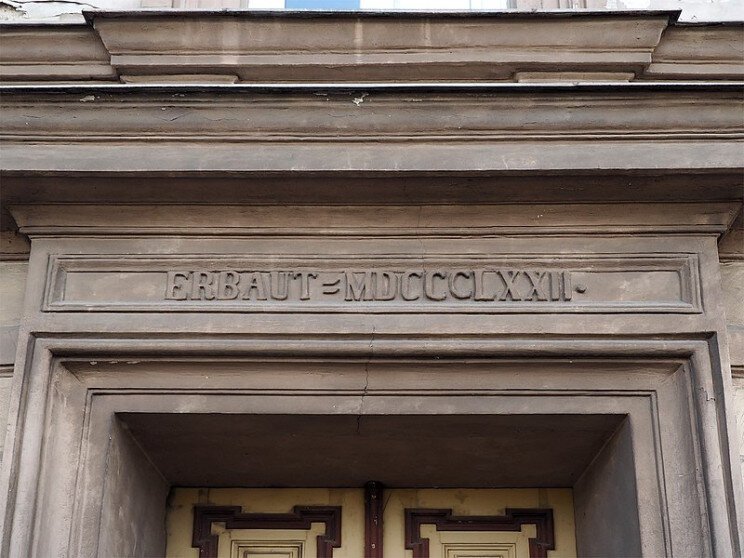 ERBAUT = MDCCCLXXII.